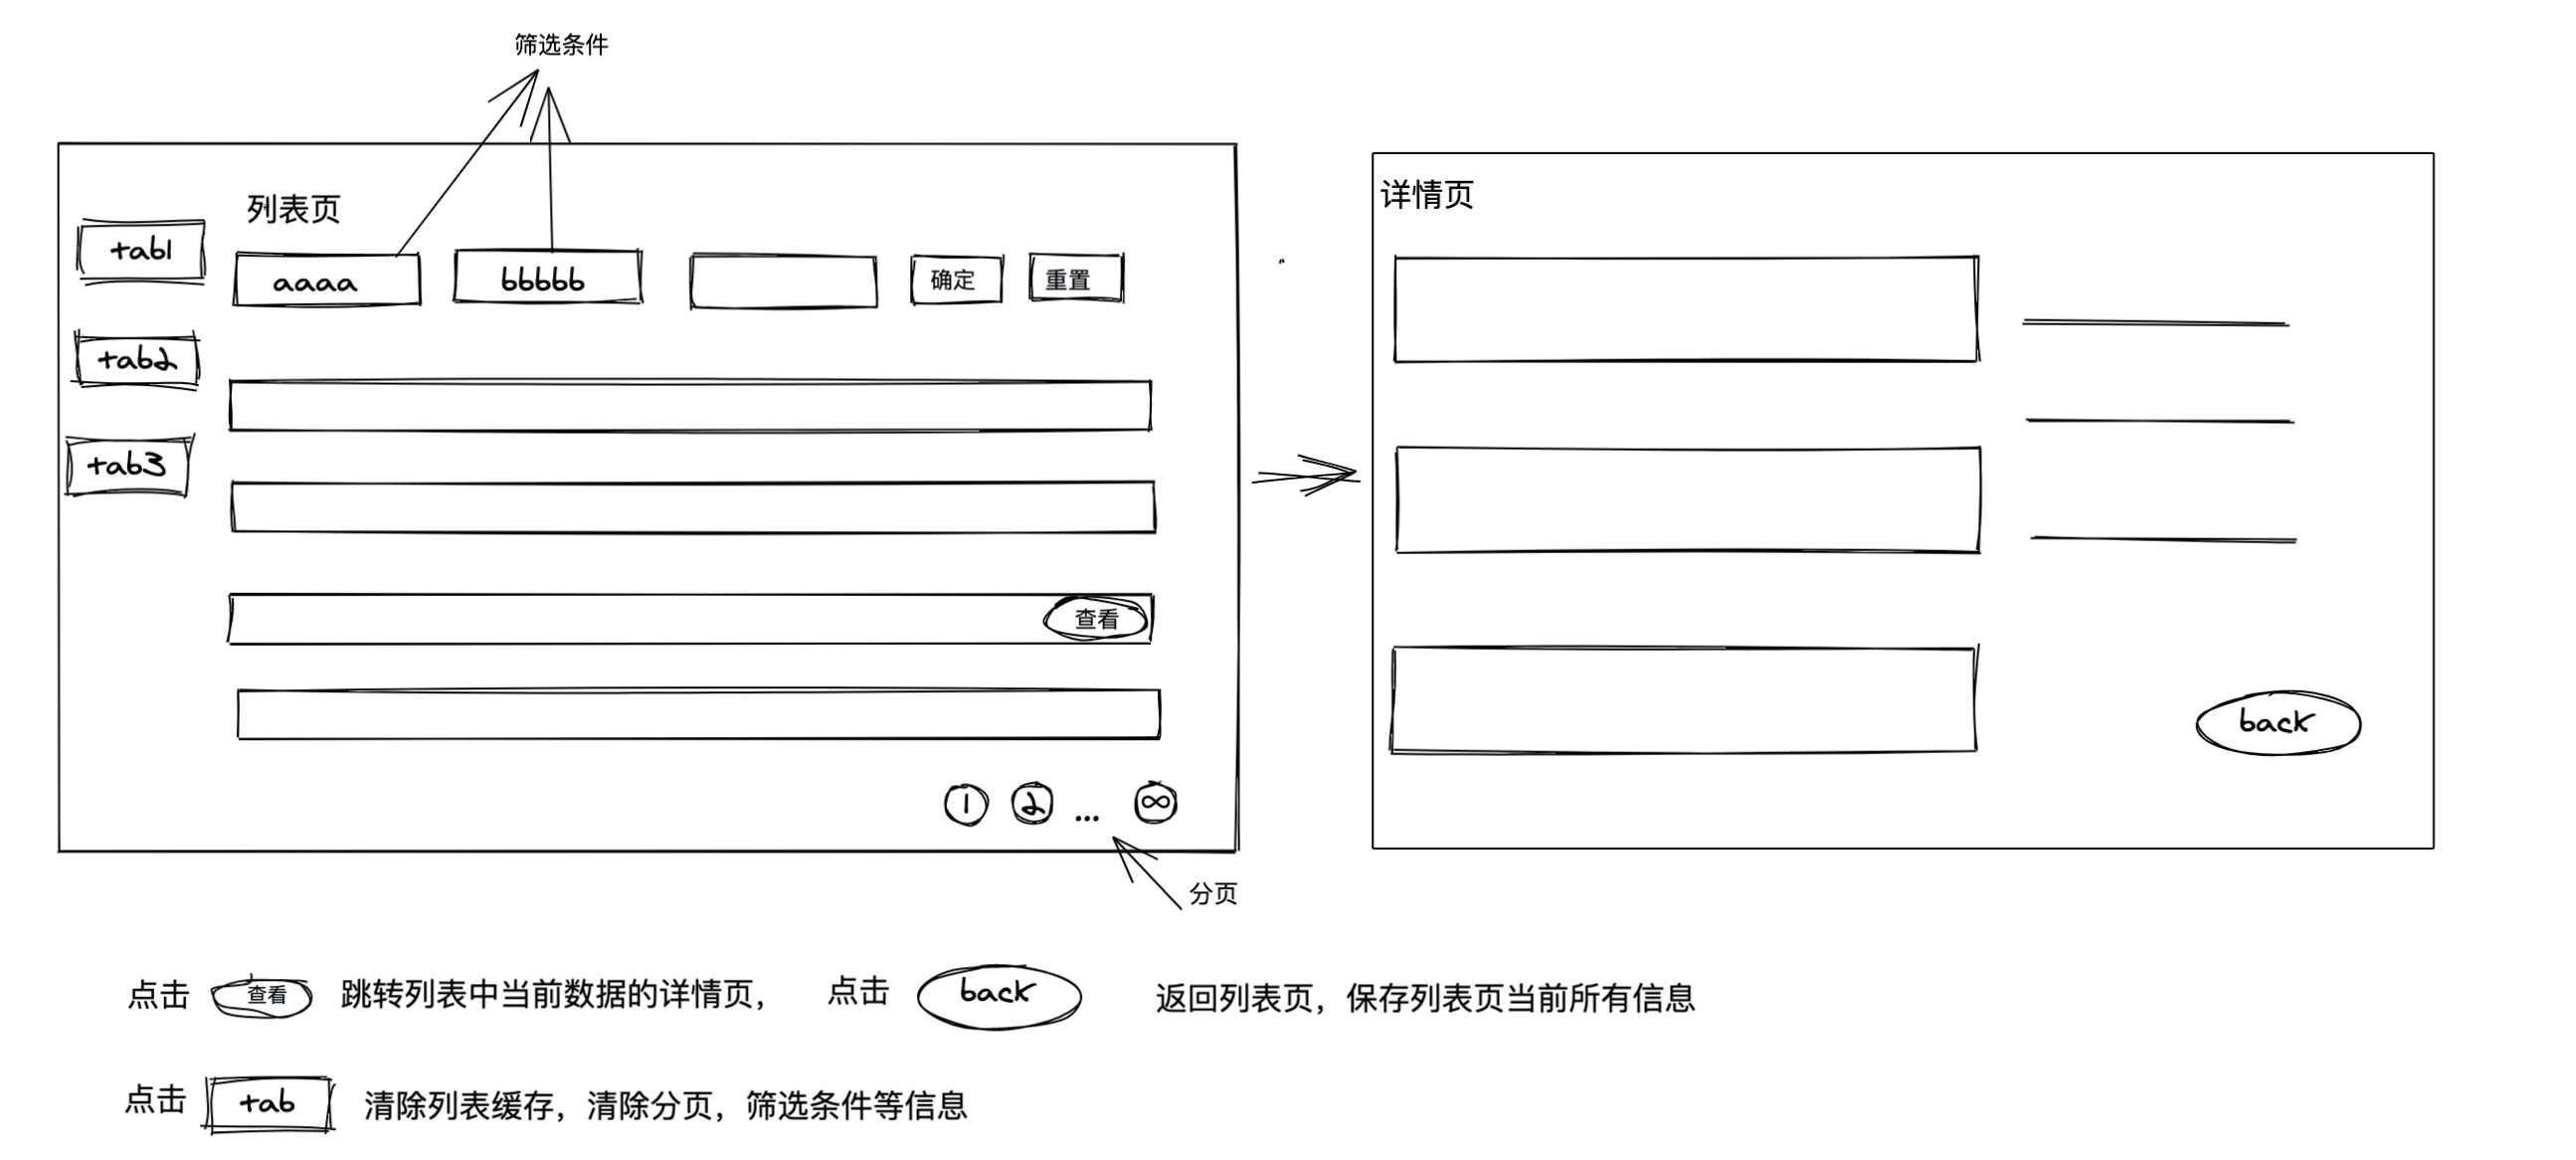 筛选条件
列表页
详情页
tab1
aaaa
bbbbb
确定
重置
tab2
tab3
查看
back
1 2 ... ∞
分页
点击 查看 跳转列表中当前数据的详情页， 点击 back 返回列表页，保存列表页当前所有信息
点击 tab 清除列表缓存，清除分页，筛选条件等信息